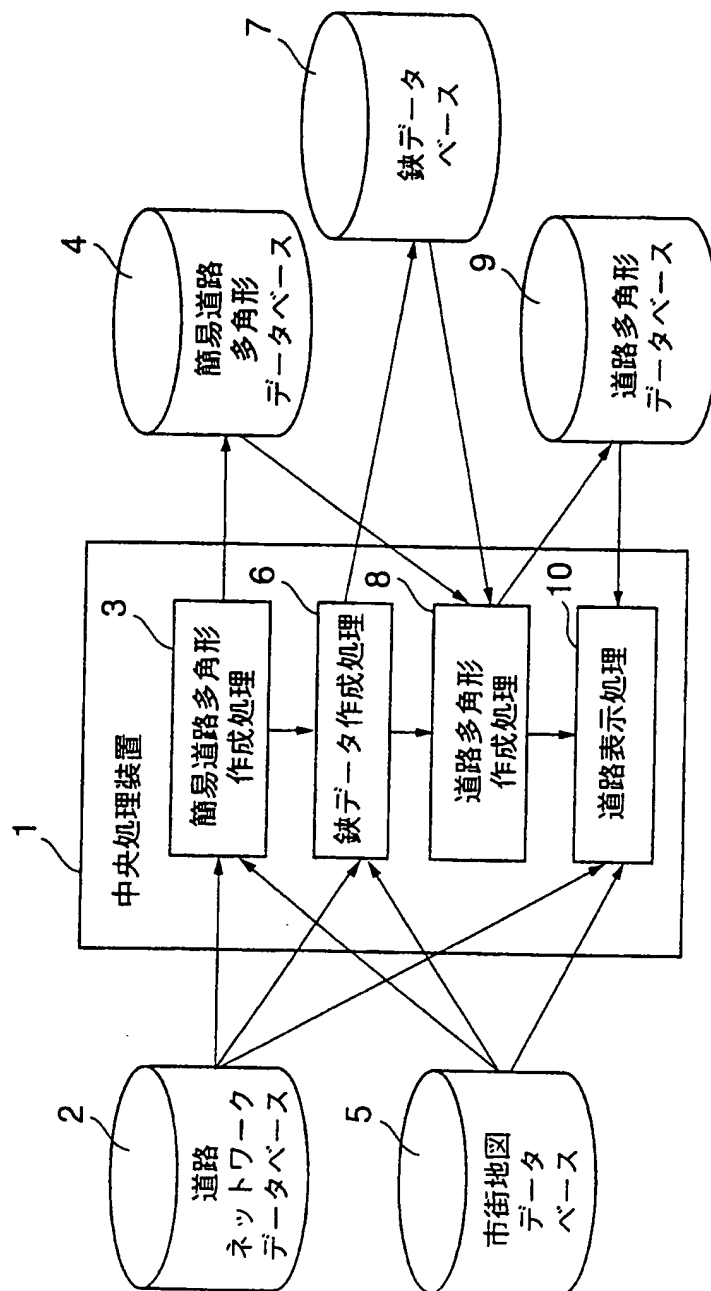 1
中央処理装置
2
道路
ネットワーク
データベース
5
市街地図
データ
ベース
3
簡易道路多角形
作成処理
6
鋏データ作成処理
8
道路多角形
作成処理
10
道路表示処理
4
簡易道路
多角形
データベース
7
鋏データ
ベース
9
道路多角形
データベース